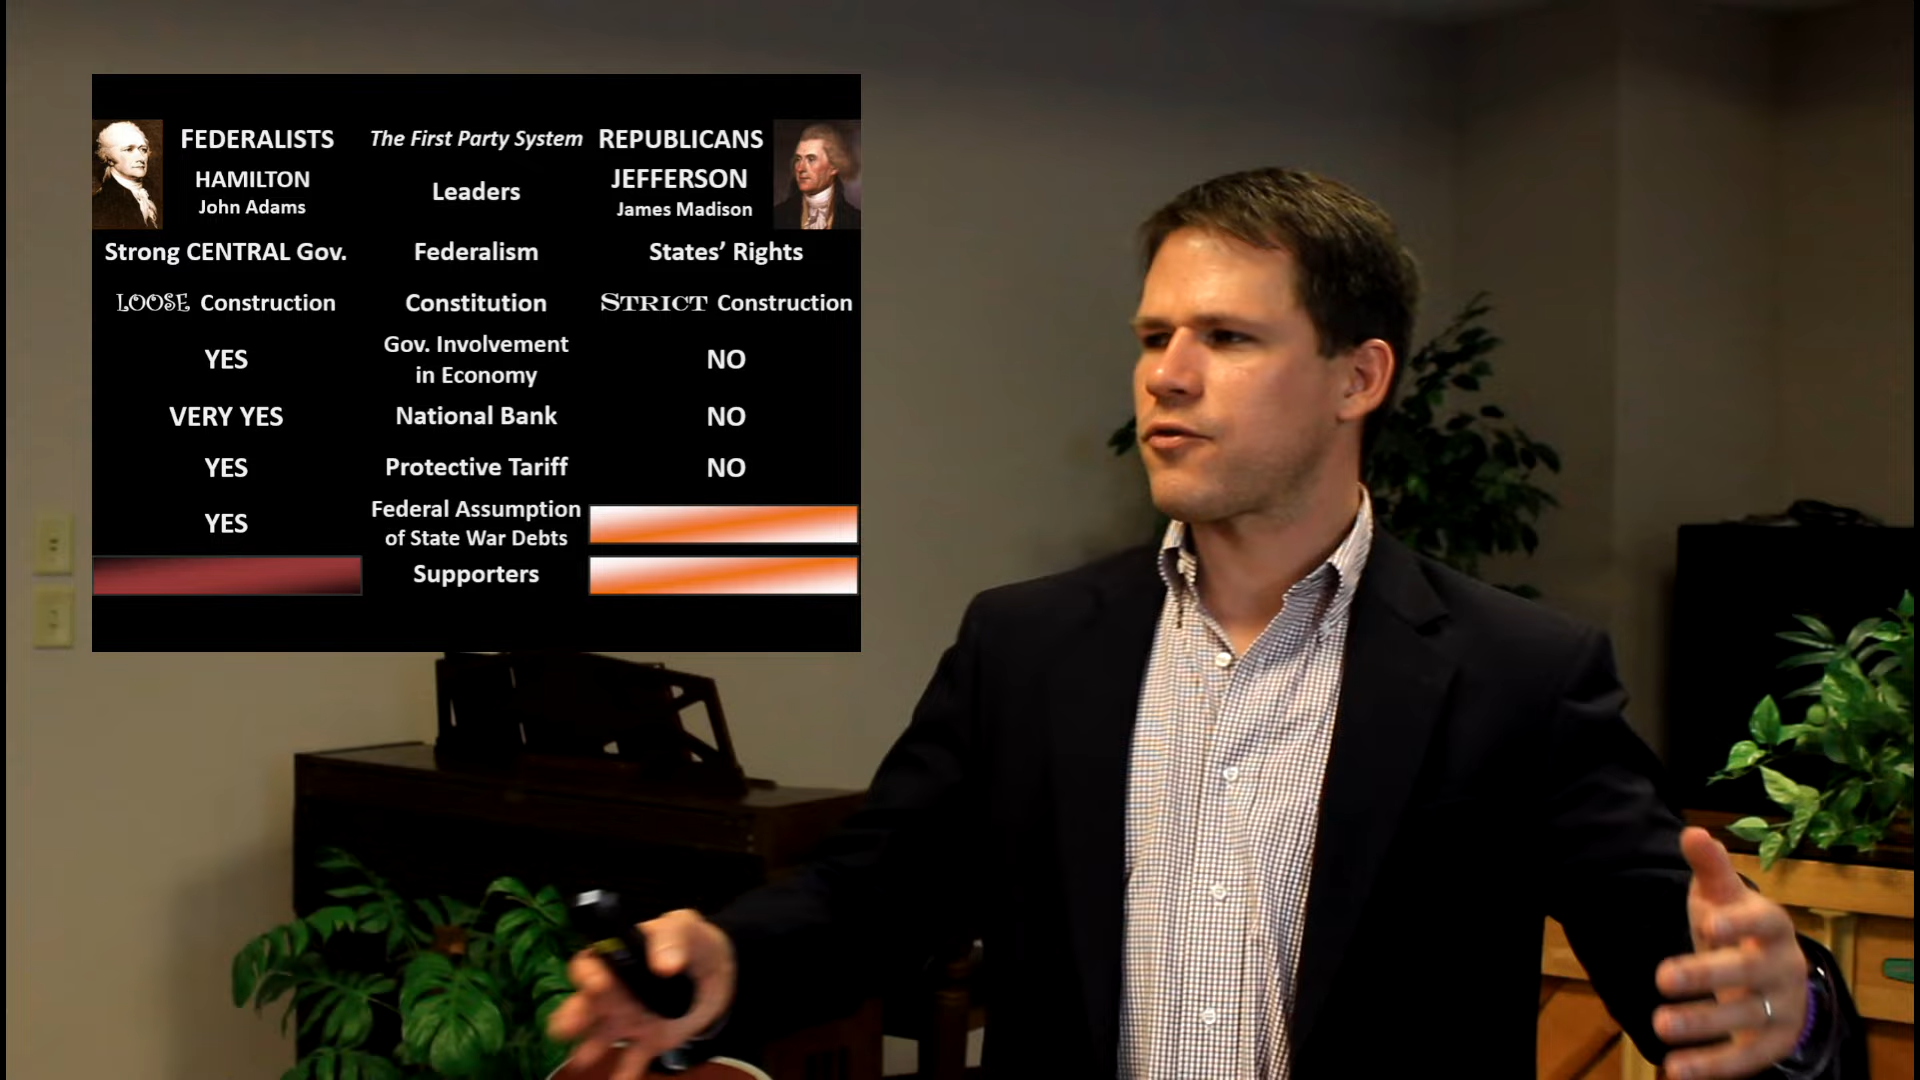 FEDERALISTS The First Party System REPUBLICANS
HAMILTON Leaders JEFFERSON
John Adams James Madison
Strong CENTRAL Gov. Federalism States’ Rights
LOOSE Construction Constitution STRICT Construction
YES Gov. Involvement NO
in Economy
VERY YES National Bank NO
YES Protective Tariff NO
YES Federal Assumption
of State War Debts
Supporters